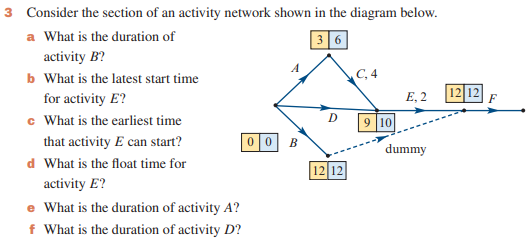 3 Consider the section of an activity network shown in the diagram below.
a What is the duration of
activity B?
b What is the latest start time
for activity E?
c What is the earliest time
that activity E can start?
d What is the float time for
activity E?
e What is the duration of activity A?
f What is the duration of activity D?
3 6
A
C, 4
E, 2
12 12
F
D
9 10
0 0
B
dummy
12 12